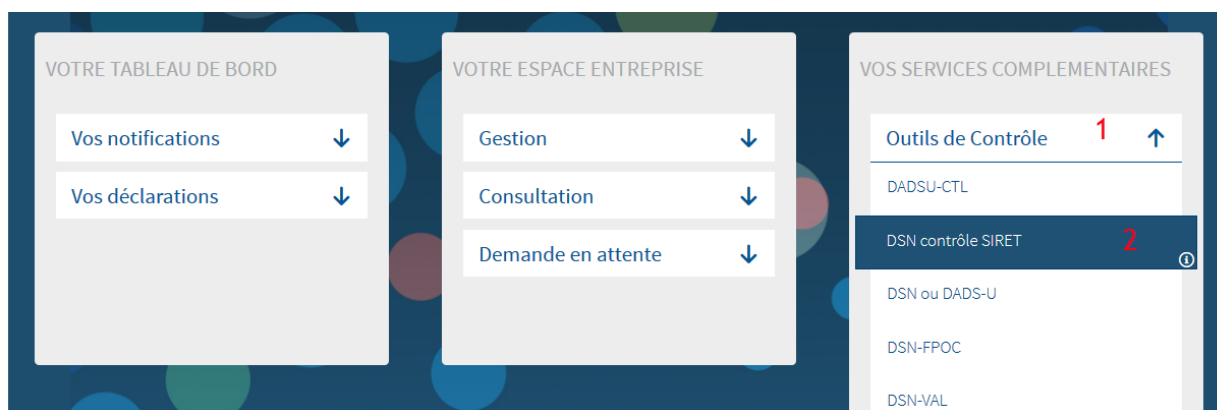 VOTRE TABLEAU DE BORD
Vos notifications
Vos déclarations
VOTRE ESPACE ENTREPRISE
Gestion
Consultation
Demande en attente
VOS SERVICES COMPLEMENTAIRES
Outils de Contrôle 1
DADSU-CTL
DSN contrôle SIRET 2
DSN ou DADS-U
DSN-FPOC
DSN-VAL